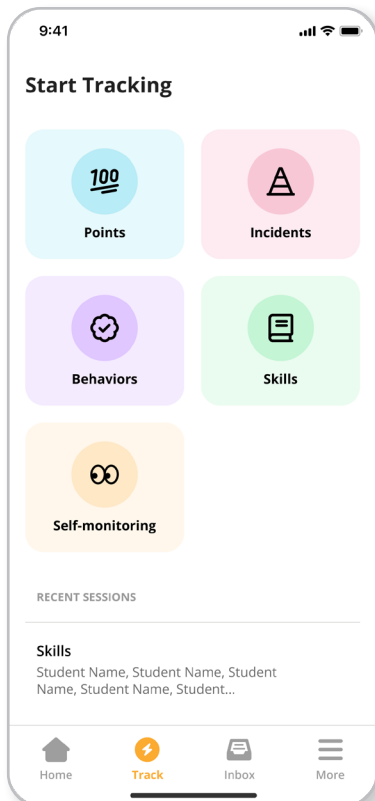 9:41
Start Tracking
100
Points
Incidents
Behaviors
Skills
Self-monitoring
RECENT SESSIONS
Skills
Student Name, Student Name, Student
Name, Student Name, Student...
Home
Track
Inbox
More